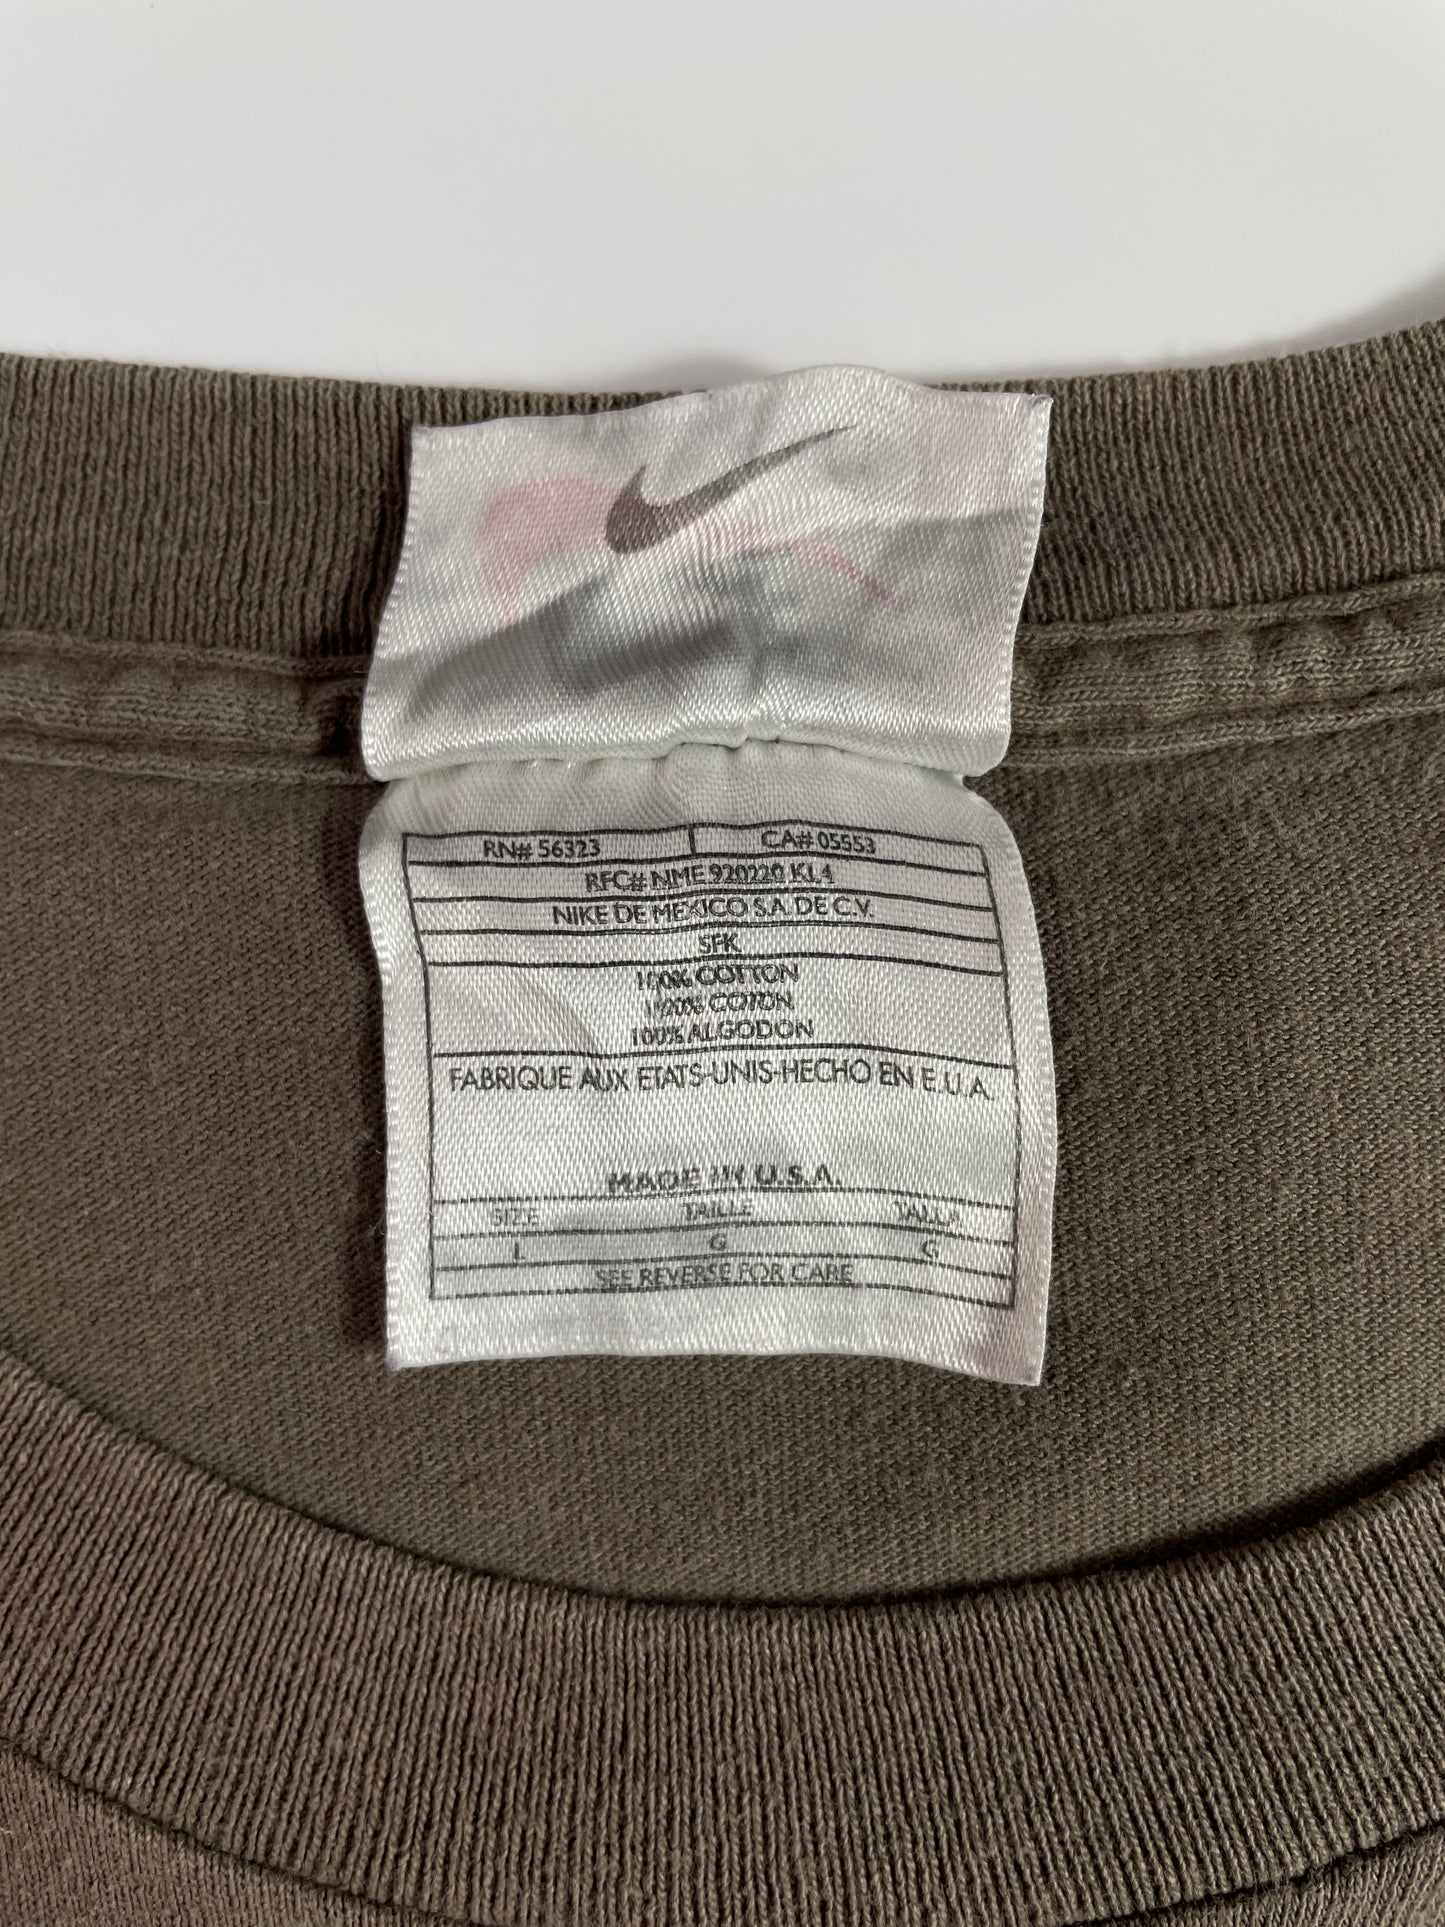 RN# 56323 CA# 05553
RFC# NME 920220 KL4
NIKE DE MEXICO S.A. DE C.V.
SFK
100% COTTON
100% COTON
100% ALGODON
FABRIQUE AUX ETATS-UNIS-HECHO EN E.U.A.
MADE IN U.S.A.
SIZE TAILLE TALLA
L G G
SEE REVERSE FOR CARE